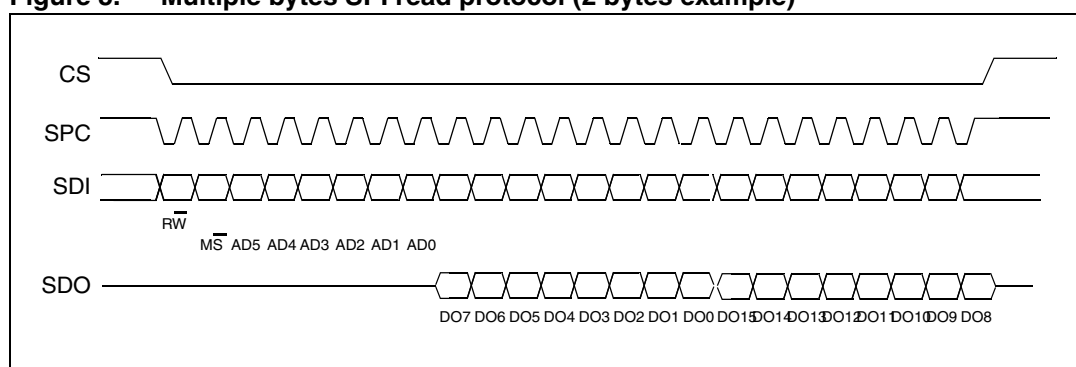 Figure 8. Multiple bytes SPI read protocol (2 bytes example)
CS
SPC
SDI
RW
MS AD5 AD4 AD3 AD2 AD1 AD0
SDO
DO7 DO6 DO5 DO4 DO3 DO2 DO1 DO0 DO15 DO14 DO13 DO12 DO11 DO10 DO9 DO8